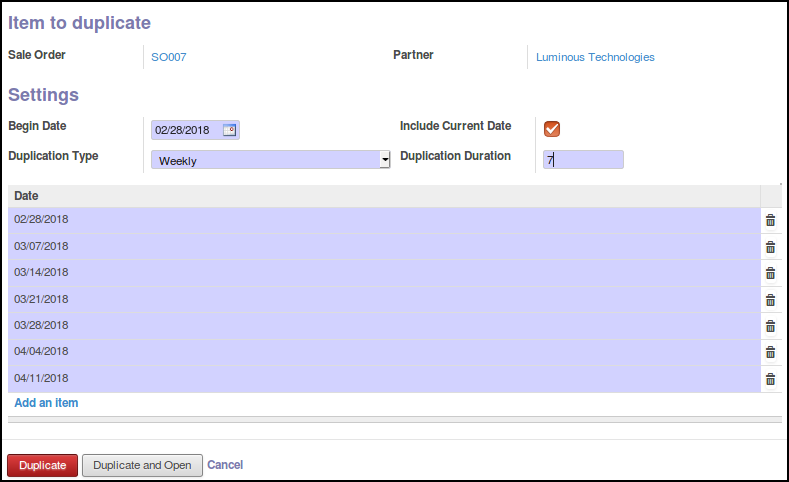 Item to duplicate
Sale Order SO007 Partner Luminous Technologies
Settings
Begin Date 02/28/2018 Include Current Date
Duplication Type Weekly Duplication Duration 7
Date
02/28/2018
03/07/2018
03/14/2018
03/21/2018
03/28/2018
04/04/2018
04/11/2018
Add an item
Duplicate Duplicate and Open Cancel